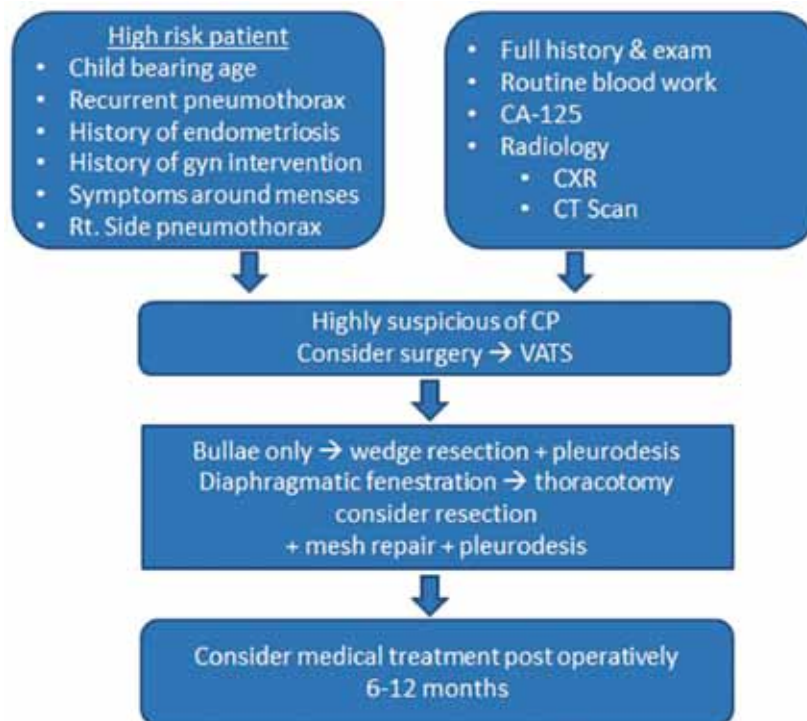 High risk patient
• Child bearing age
• Recurrent pneumothorax
• History of endometriosis
• History of gyn intervention
• Symptoms around menses
• Rt. Side pneumothorax
• Full history & exam
• Routine blood work
• CA-125
• Radiology
• CXR
• CT Scan
Highly suspicious of CP
Consider surgery → VATS
Bullae only → wedge resection + pleurodesis
Diaphragmatic fenestration → thoracotomy
consider resection
+ mesh repair + pleurodesis
Consider medical treatment post operatively
6-12 months